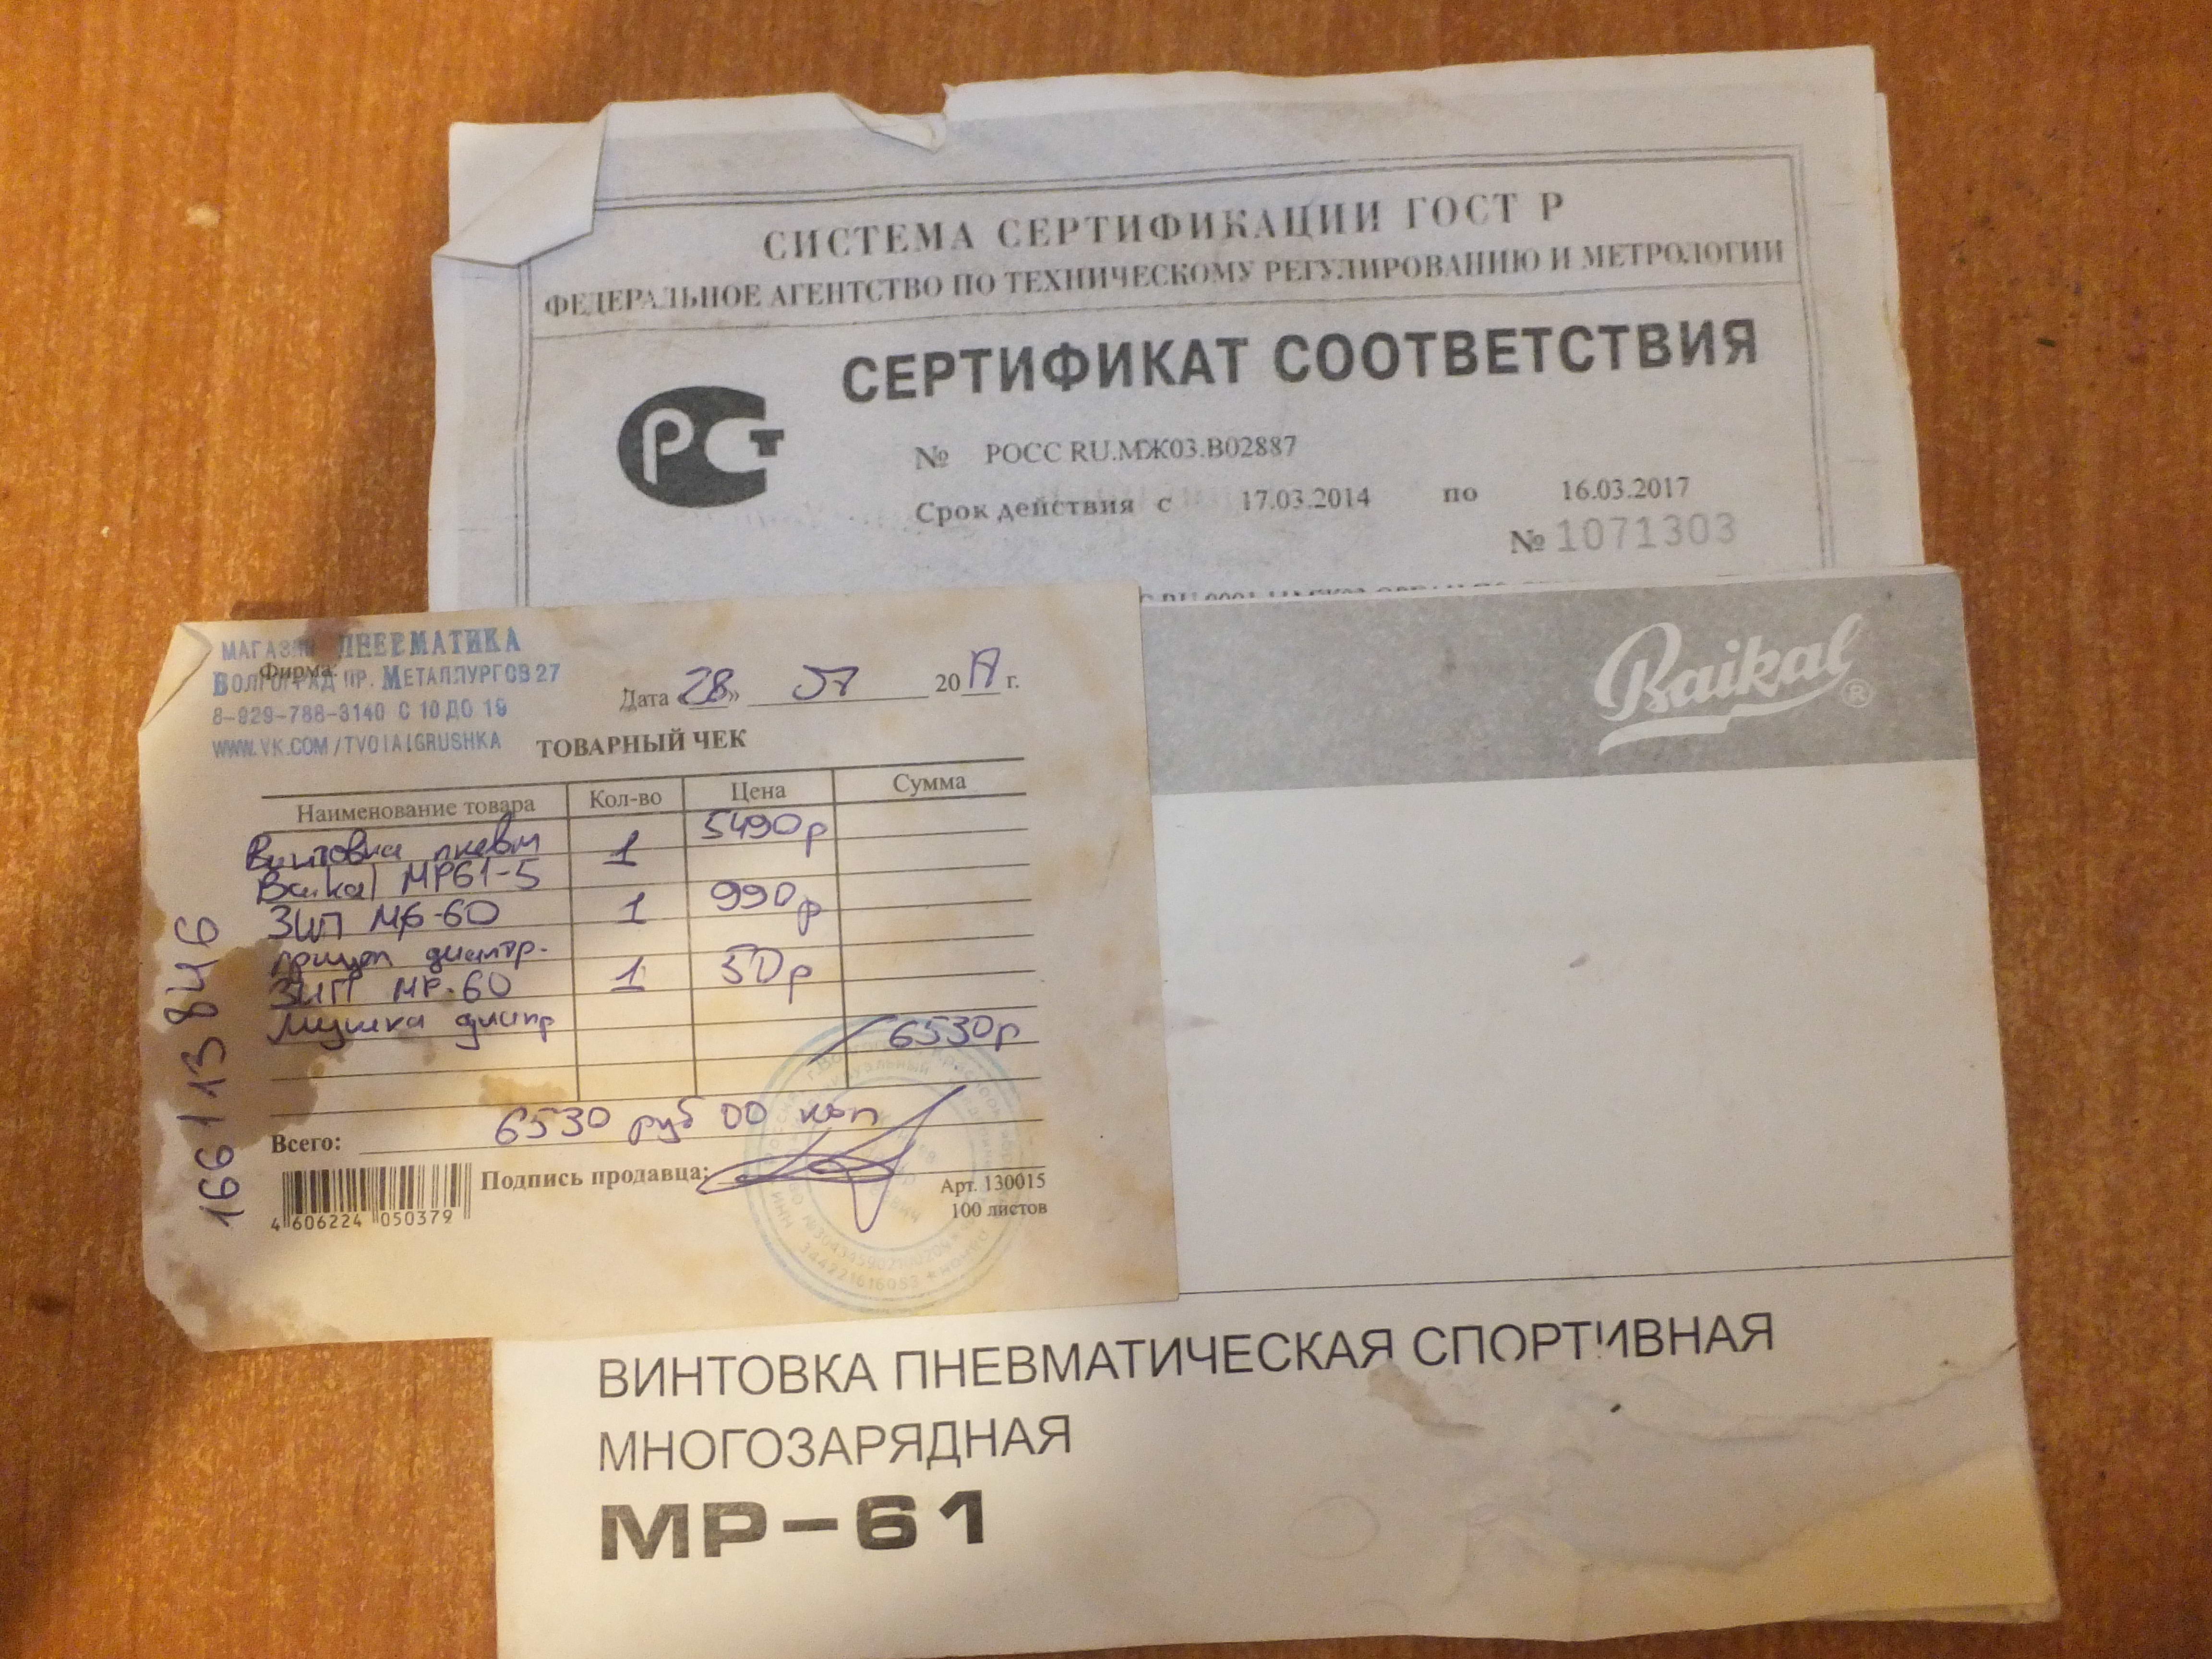 СИСТЕМА СЕРТИФИКАЦИИ ГОСТ Р
ФЕДЕРАЛЬНОЕ АГЕНТСТВО ПО ТЕХНИЧЕСКОМУ РЕГУЛИРОВАНИЮ И МЕТРОЛОГИИ
СЕРТИФИКАТ СООТВЕТСТВИЯ
РСТ
№ РОСС RU.МЖ03.В02887
Срок действия с 17.03.2014 по 16.03.2017
№ 1071303
Baikal ®
МАГАЗИН ПНЕВМАТИКА
Фирма:
ВОЛГОГРАД ПР. МЕТАЛЛУРГОВ 27
8-929-788-3140 С 10 ДО 19
WWW.VK.COM/TVOIAIGRUSHKA
Дата «28» 07 2017 г.
ТОВАРНЫЙ ЧЕК
Наименование товара Кол-во Цена Сумма
Винтовка пневм 1 5490р
Baikal МР61-5
ЗИП МР-60 1 990р
прицел диоптр.
ЗИП МР-60 1 50р
Мушка диопр
6530р
6530 руб 00 коп
Всего:
Подпись продавца:
4 606224 050379
Арт. 130015
100 листов
166113846
344221616083
ВИНТОВКА ПНЕВМАТИЧЕСКАЯ СПОРТИВНАЯ
МНОГОЗАРЯДНАЯ
МР-61